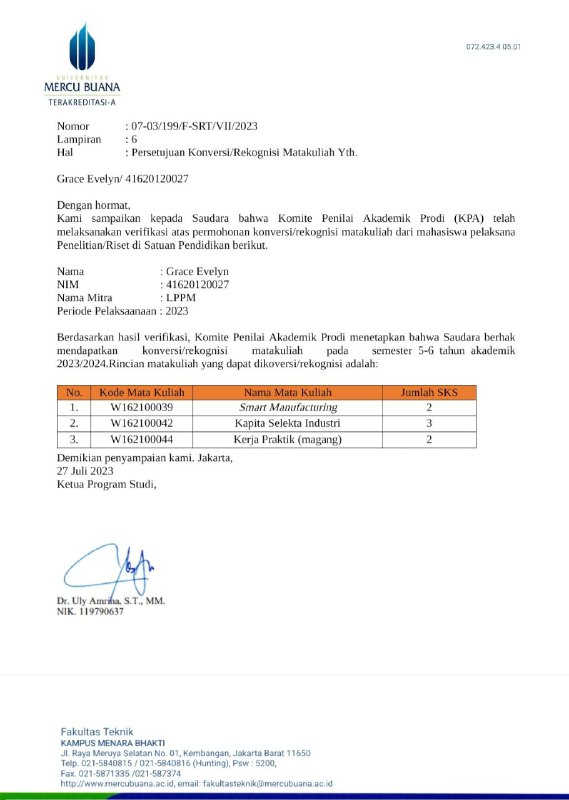 072.423.4.05.01
UNIVERSITAS
MERCU BUANA
TERAKREDITASI-A
Nomor : 07-03/199/F-SRT/VII/2023
Lampiran : 6
Hal : Persetujuan Konversi/Rekognisi Matakuliah Yth.
Grace Evelyn/ 41620120027
Dengan hormat,
Kami sampaikan kepada Saudara bahwa Komite Penilai Akademik Prodi (KPA) telah
melaksanakan verifikasi atas permohonan konversi/rekognisi matakuliah dari mahasiswa pelaksana
Penelitian/Riset di Satuan Pendidikan berikut.
Nama : Grace Evelyn
NIM : 41620120027
Nama Mitra : LPPM
Periode Pelaksaanaan : 2023
Berdasarkan hasil verifikasi, Komite Penilai Akademik Prodi menetapkan bahwa Saudara berhak
mendapatkan konversi/rekognisi matakuliah pada semester 5-6 tahun akademik
2023/2024.Rincian matakuliah yang dapat dikoversi/rekognisi adalah:
No. Kode Mata Kuliah Nama Mata Kuliah Jumlah SKS
1. W162100039 Smart Manufacturing 2
2. W162100042 Kapita Selekta Industri 3
3. W162100044 Kerja Praktik (magang) 2
Demikian penyampaian kami. Jakarta,
27 Juli 2023
Ketua Program Studi,
Dr. Uly Amrina, S.T., MM.
NIK. 119790637
Fakultas Teknik
KAMPUS MENARA BHAKTI
Jl. Raya Meruya Selatan No. 01, Kembangan, Jakarta Barat 11650
Telp. 021-5840815 / 021-5840816 (Hunting), Psw : 5200,
Fax. 021-5871335 /021-587374
http://www.mercubuana.ac.id, email: fakultasteknik@mercubuana.ac.id